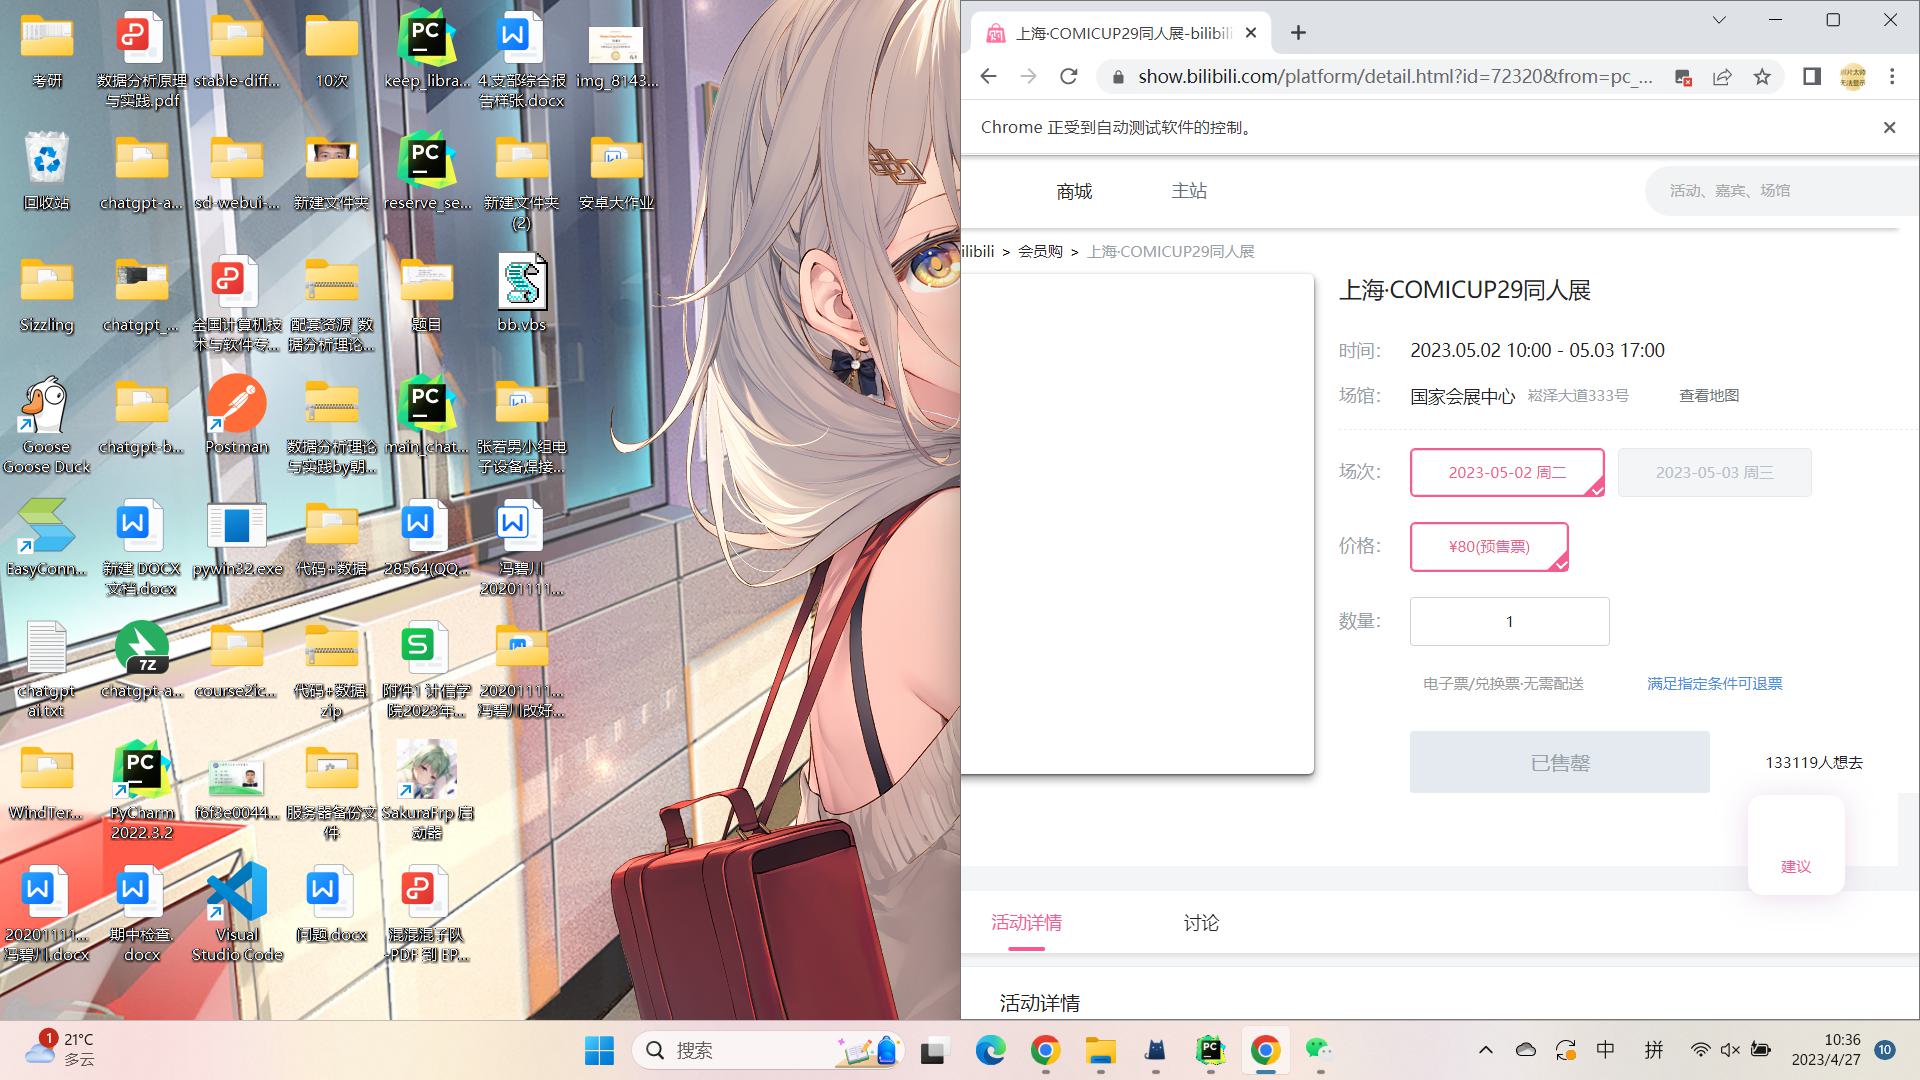 考研
数据分析原理与实践.pdf
stable-diff...
10次
keep_libra...
4.支部综合报告样张.docx
img_8143...
回收站
chatgpt-a...
sd-webui-...
新建文件夹
reserve_se...
新建文件夹 (2)
安卓大作业
Sizzling
chatgpt_...
全国计算机技术与软件专...
配套资源_数据分析理论...
题目
bb.vbs
Goose Goose Duck
chatgpt-b...
Postman
数据分析理论与实践by朝...
main_chat...
张若男小组电子设备焊接...
EasyConn...
新建 DOCX 文档.docx
pywin32.exe
代码+数据
28564(QQ...
冯碧川 20201111...
chatgpt ai.txt
chatgpt-a...
course2ic...
代码+数据.zip
附件1 计信学院2023年...
20201111... 冯碧川改好...
WindTer...
PyCharm 2022.3.2
f6f3e0044...
服务器备份文件
SakuraFrp 启动器
20201111... 冯碧川.docx
期中检查.docx
Visual Studio Code
问题.docx
混混混子队 -PDF 到 EP...
上海·COMICUP29同人展-bilibili
show.bilibili.com/platform/detail.html?id=72320&from=pc_...
Chrome 正受到自动测试软件的控制。
商城
主站
活动、嘉宾、场馆
ilibili > 会员购 > 上海·COMICUP29同人展
上海·COMICUP29同人展
时间: 2023.05.02 10:00 - 05.03 17:00
场馆: 国家会展中心 崧泽大道333号 查看地图
场次: 2023-05-02 周二 2023-05-03 周三
价格: ¥80(预售票)
数量: 1
电子票/兑换票·无需配送 满足指定条件可退票
已售罄 133119人想去
建议
活动详情 讨论
活动详情
1
21°C
多云
搜索
中
拼
10:36
2023/4/27
10